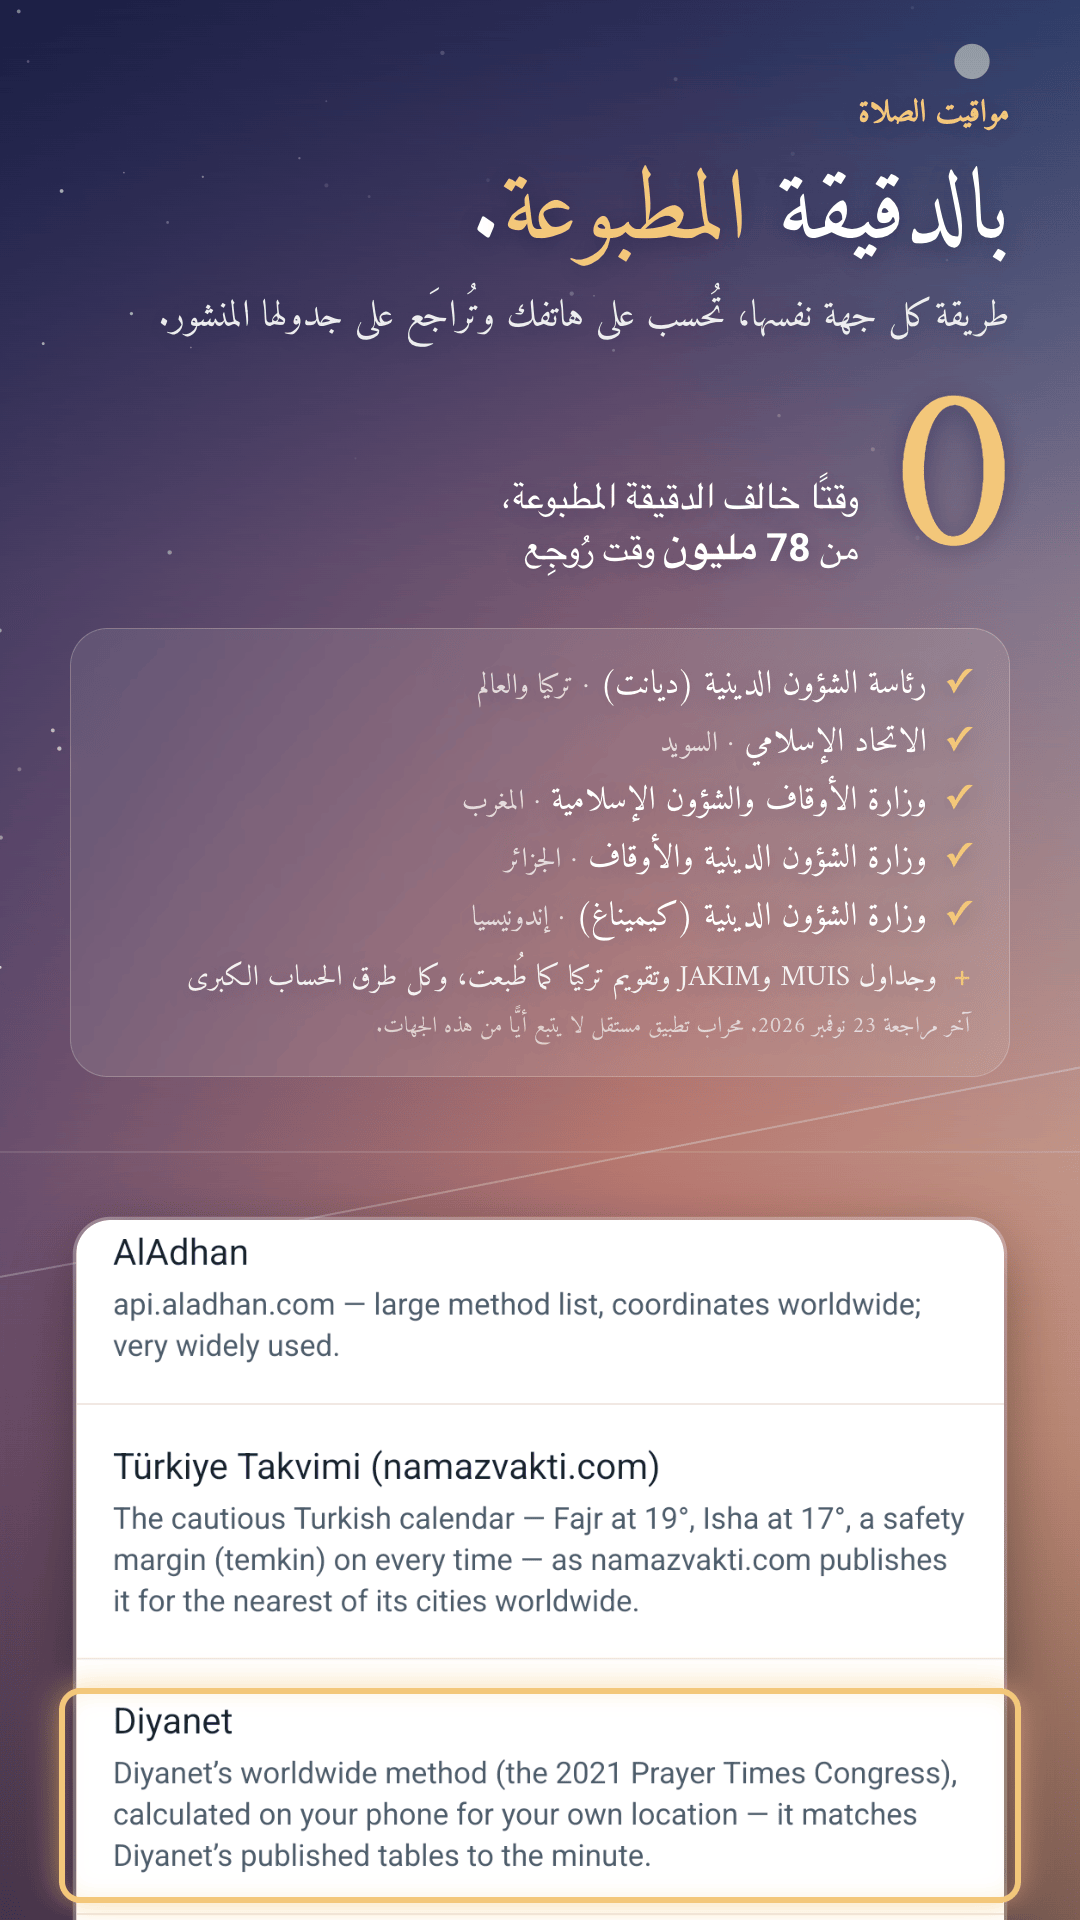 مواقيت الصلاة
بالدقيقة المطبوعة.
طريقة كل جهة نفسها، تُحسب على هاتفك وتُراجَع على جدولها المنشور.
0
وقتًا خالف الدقيقة المطبوعة،
من 78 مليون وقت رُوجِع
✓ رئاسة الشؤون الدينية (ديانت) · تركيا والعالم
✓ الاتحاد الإسلامي · السويد
✓ وزارة الأوقاف والشؤون الإسلامية · المغرب
✓ وزارة الشؤون الدينية والأوقاف · الجزائر
✓ وزارة الشؤون الدينية (كيميناغ) · إندونيسيا
+ وجداول MUIS وJAKIM وتقويم تركيا كما طُبعت، وكل طرق الحساب الكبرى
آخر مراجعة 23 نوفمبر 2026. محراب تطبيق مستقل لا يتبع أيًّا من هذه الجهات.
AlAdhan
api.aladhan.com — large method list, coordinates worldwide;
very widely used.
Türkiye Takvimi (namazvakti.com)
The cautious Turkish calendar — Fajr at 19°, Isha at 17°, a safety
margin (temkin) on every time — as namazvakti.com publishes
it for the nearest of its cities worldwide.
Diyanet
Diyanet’s worldwide method (the 2021 Prayer Times Congress),
calculated on your phone for your own location — it matches
Diyanet’s published tables to the minute.